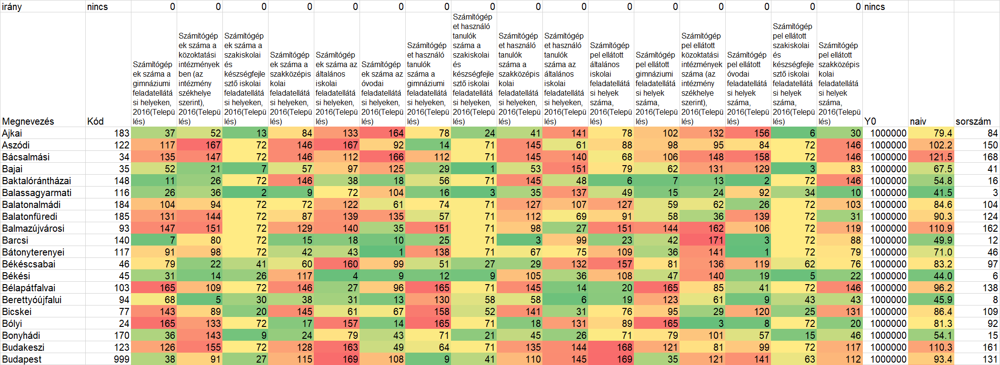 irány nincs 0 0 0 0 0 0 0 0 0 0 0 0 0 0 0 0 nincs
Megnevezés Kód Számítógépek száma a gimnáziumi feladatellátási helyeken, 2016(Település) Számítógépek száma a közoktatási intézményekben (az intézmény székhelye szerint), 2016(Település) Számítógépek száma a szakiskolai és készségfejlesztő iskolai feladatellátási helyeken, 2016(Település) Számítógépek száma a szakközépiskolai feladatellátási helyeken, 2016(Település) Számítógépek száma az általános iskolai feladatellátási helyeken, 2016(Település) Számítógépek száma az óvodai feladatellátási helyeken, 2016(Település) Számítógépet használó tanulók száma a gimnáziumi feladatellátási helyeken, 2016(Település) Számítógépet használó tanulók száma a szakiskolai és készségfejlesztő iskolai feladatellátási helyeken, 2016(Település) Számítógépet használó tanulók száma a szakközépiskolai feladatellátási helyeken, 2016(Település) Számítógépet használó tanulók száma az általános iskolai feladatellátási helyeken, 2016(Település) Számítógéppel ellátott általános iskolai feladatellátási helyek száma, 2016(Település) Számítógéppel ellátott gimnáziumi feladatellátási helyek száma, 2016(Település) Számítógéppel ellátott közoktatási intézmények száma (az intézmény székhelye szerint), 2016(Település) Számítógéppel ellátott óvodai feladatellátási helyek száma, 2016(Település) Számítógéppel ellátott szakiskolai és készségfejlesztő iskolai feladatellátási helyek száma, 2016(Település) Számítógéppel ellátott szakközépiskolai feladatellátási helyek száma, 2016(Település) Y0 naiv sorszám
Ajkai 183 37 52 13 84 133 164 78 24 41 141 78 102 132 156 6 30 1000000 79.4 84
Aszódi 122 117 167 72 146 167 92 14 71 145 61 88 98 95 84 72 146 1000000 102.2 150
Bácsalmási 34 135 147 72 146 112 166 112 71 145 140 68 106 148 158 72 146 1000000 121.5 168
Bajai 35 52 21 7 57 97 125 29 1 53 151 79 62 131 129 3 83 1000000 67.5 41
Baktalórántházai 148 11 26 72 146 38 18 56 71 145 48 6 7 13 2 72 146 1000000 54.8 16
Balassagyarmati 116 26 36 2 9 72 104 16 3 35 137 49 15 24 92 34 10 1000000 41.5 3
Balatonalmádi 184 104 94 72 72 122 61 74 71 127 107 127 59 62 26 72 103 1000000 84.6 104
Balatonfüredi 185 131 144 72 87 139 135 57 71 112 69 91 58 36 139 72 31 1000000 90.3 124
Balmazújvárosi 93 147 151 72 129 140 35 151 71 98 27 151 144 162 106 72 119 1000000 110.9 162
Barcsi 140 7 80 72 15 18 10 25 71 3 99 23 42 171 3 72 88 1000000 49.9 12
Bátonyterenyei 117 91 98 72 42 43 1 138 71 67 75 109 36 141 1 72 79 1000000 71.0 46
Békéscsabai 46 79 22 41 60 160 99 51 27 29 132 157 81 136 119 62 76 1000000 83.2 97
Békési 45 31 14 26 117 4 9 12 9 105 36 108 47 140 19 5 22 1000000 44.0 6
Bélapátfalvai 103 165 109 72 146 27 96 165 71 145 14 20 165 85 41 72 146 1000000 96.2 138
Berettyóújfalui 94 68 5 30 38 31 13 130 58 58 6 19 123 61 9 43 43 1000000 45.9 8
Bicskei 77 143 89 20 145 61 67 158 52 141 31 76 95 29 120 25 131 1000000 86.4 109
Bólyi 24 165 133 72 17 157 14 165 71 18 131 89 165 3 8 72 20 1000000 81.3 92
Bonyhádi 170 36 143 9 24 79 43 71 21 45 26 71 79 101 57 15 46 1000000 54.1 15
Budakeszi 123 126 155 72 128 163 49 64 71 135 144 168 121 81 99 72 117 1000000 110.3 161
Budapest 999 38 91 27 115 169 108 9 41 110 145 169 35 121 141 63 112 1000000 93.4 131